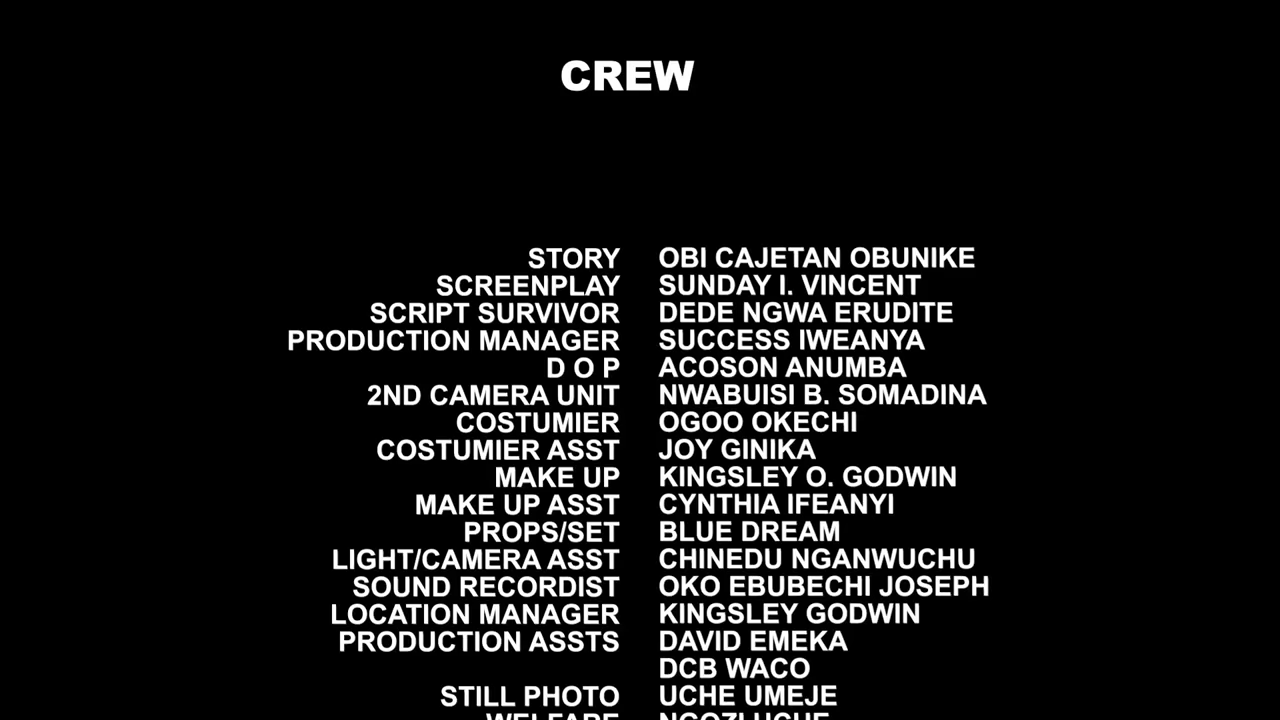 CREW
STORY OBI CAJETAN OBUNIKE
SCREENPLAY SUNDAY I. VINCENT
SCRIPT SURVIVOR DEDE NGWA ERUDITE
PRODUCTION MANAGER SUCCESS IWEANYA
D O P ACOSON ANUMBA
2ND CAMERA UNIT NWABUISI B. SOMADINA
COSTUMIER OGOO OKECHI
COSTUMIER ASST JOY GINIKA
MAKE UP KINGSLEY O. GODWIN
MAKE UP ASST CYNTHIA IFEANYI
PROPS/SET BLUE DREAM
LIGHT/CAMERA ASST CHINEDU NGANWUCHU
SOUND RECORDIST OKO EBUBECHI JOSEPH
LOCATION MANAGER KINGSLEY GODWIN
PRODUCTION ASSTS DAVID EMEKA
DCB WACO
STILL PHOTO UCHE UMEJE
WELFARE NGOZI